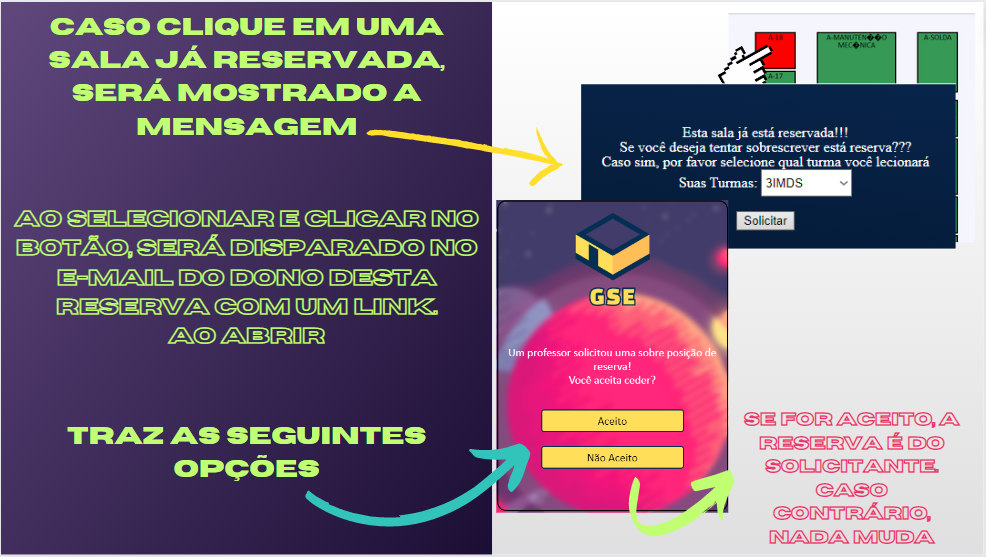 CASO CLIQUE EM UMA
SALA JÁ RESERVADA,
SERÁ MOSTRADO A
MENSAGEM
AO SELECIONAR E CLICAR NO
BOTÃO, SERÁ DISPARADO NO
E-MAIL DO DONO DESTA
RESERVA COM UM LINK.
AO ABRIR
TRAZ AS SEGUINTES
OPÇÕES
A-18
A-MANUTEN��O
MEC�NICA
A-SOLDA
A-17
Esta sala já está reservada!!!
Se você deseja tentar sobrescrever está reserva???
Caso sim, por favor selecione qual turma você lecionará
Suas Turmas: 3IMDS
Solicitar
GSE
Um professor solicitou uma sobre posição de
reserva!
Você aceita ceder?
Aceito
Não Aceito
SE FOR ACEITO, A
RESERVA É DO
SOLICITANTE.
CASO
CONTRÁRIO,
NADA MUDA